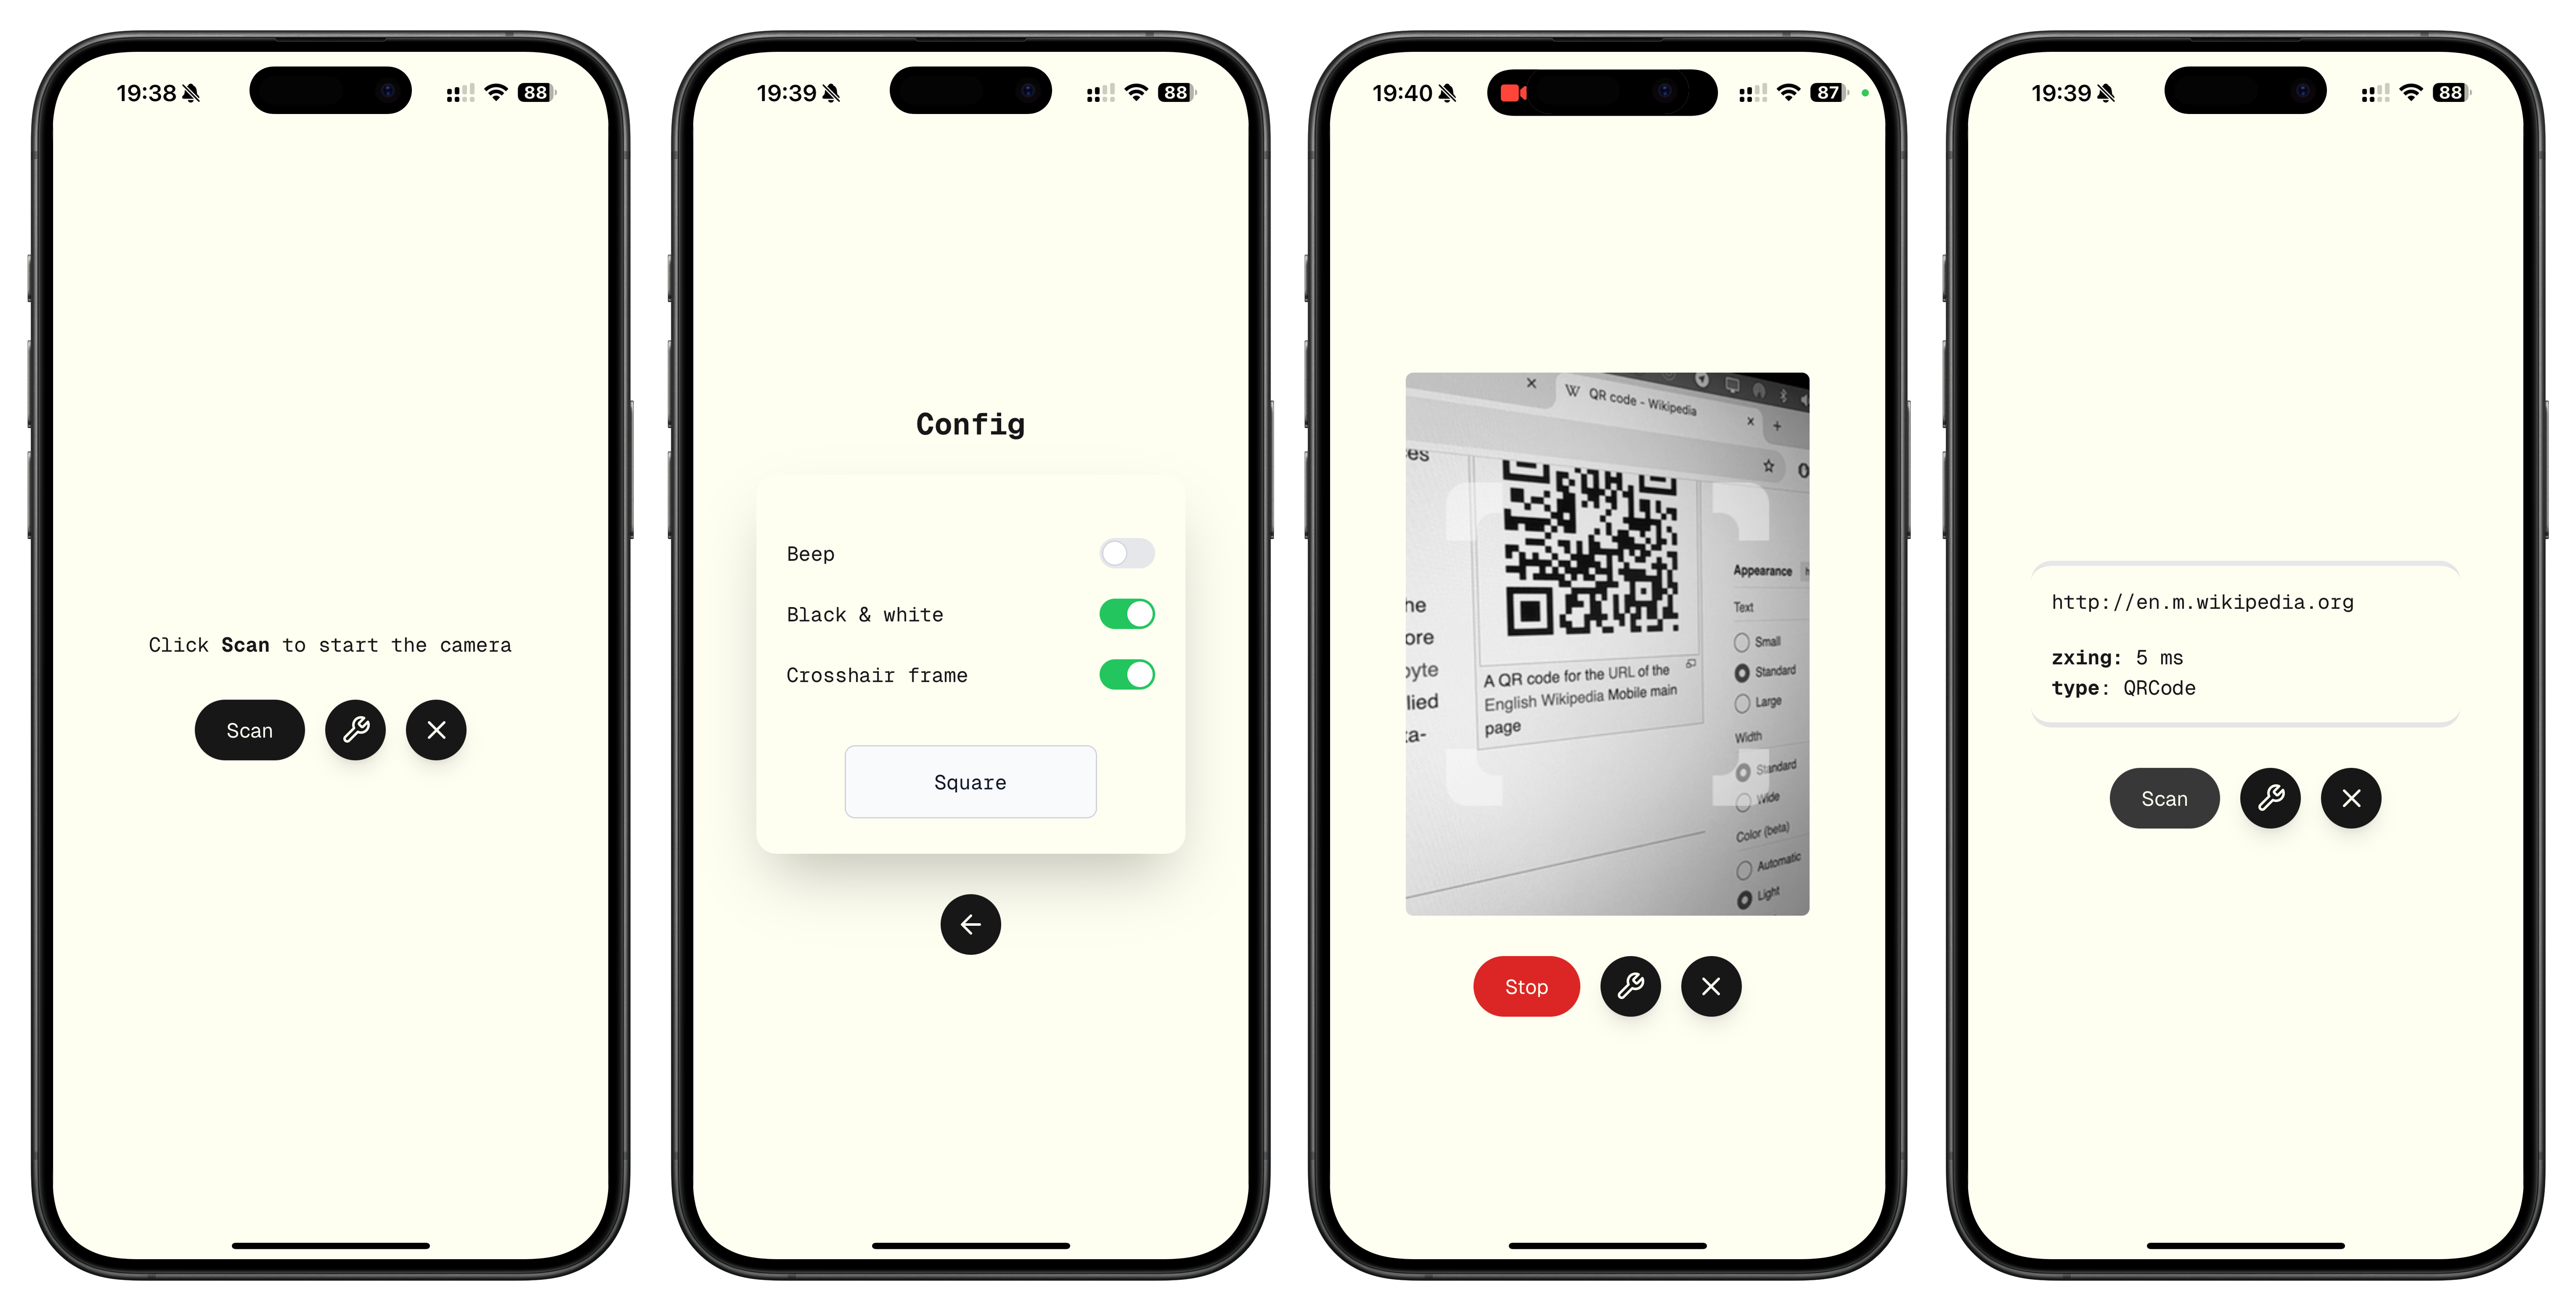 19:38
88
Click Scan to start the camera
Scan
19:39
88
Config
Beep
Black & white
Crosshair frame
Square
19:40
87
QR code - Wikipedia
es
he
ore
byte
lied
ta-
A QR code for the URL of the
English Wikipedia Mobile main
page
Appearance h
Text
Small
Standard
Large
Width
Standard
Wide
Color (beta)
Automatic
Light
Stop
19:39
88
http://en.m.wikipedia.org
zxing: 5 ms
type: QRCode
Scan